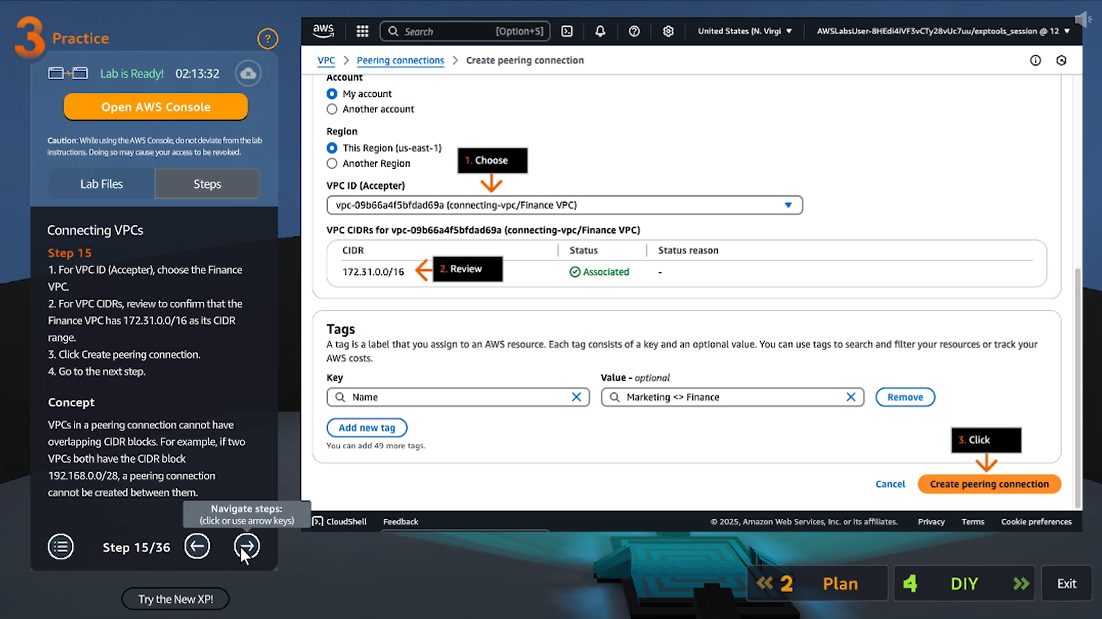 3 Practice
?
Lab is Ready! 02:13:32
Open AWS Console
Caution: While using the AWS Console, do not deviate from the lab
instructions. Doing so may cause your access to be revoked.
Lab Files
Steps
Connecting VPCs
Step 15
1. For VPC ID (Accepter), choose the Finance
VPC.
2. For VPC CIDRs, review to confirm that the
Finance VPC has 172.31.0.0/16 as its CIDR
range.
3. Click Create peering connection.
4. Go to the next step.
Concept
VPCs in a peering connection cannot have
overlapping CIDR blocks. For example, if two
VPCs both have the CIDR block
192.168.0.0/28, a peering connection
cannot be created between them.
Navigate steps:
(click or use arrow keys)
Step 15/36
Try the New XP!
aws
Search [Option+S]
United States (N. Virgi
AWSLabsUser-8HEdi4iVF3vCTy28vUc7uu/exptools_session @ 12
VPC > Peering connections > Create peering connection
Account
My account
Another account
Region
This Region (us-east-1)
Another Region
1. Choose
VPC ID (Accepter)
vpc-09b66a4f5bfdad69a (connecting-vpc/Finance VPC)
VPC CIDRs for vpc-09b66a4f5bfdad69a (connecting-vpc/Finance VPC)
CIDR Status Status reason
172.31.0.0/16 Associated -
2. Review
Tags
A tag is a label that you assign to an AWS resource. Each tag consists of a key and an optional value. You can use tags to search and filter your resources or track your
AWS costs.
Key Value - optional
Name Marketing <> Finance Remove
Add new tag
You can add 49 more tags.
3. Click
Cancel Create peering connection
CloudShell Feedback © 2025, Amazon Web Services, Inc. or its affiliates. Privacy Terms Cookie preferences
2 Plan
4 DIY
Exit